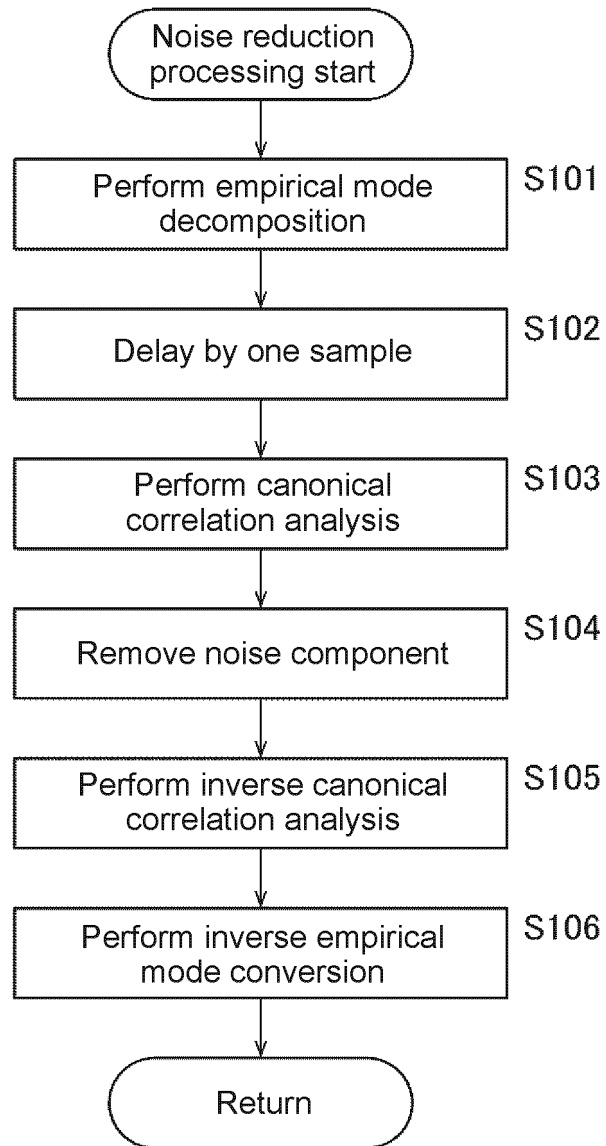 Noise reduction
processing start
S101
Perform empirical mode
decomposition
S102
Delay by one sample
S103
Perform canonical
correlation analysis
S104
Remove noise component
S105
Perform inverse canonical
correlation analysis
S106
Perform inverse empirical
mode conversion
Return